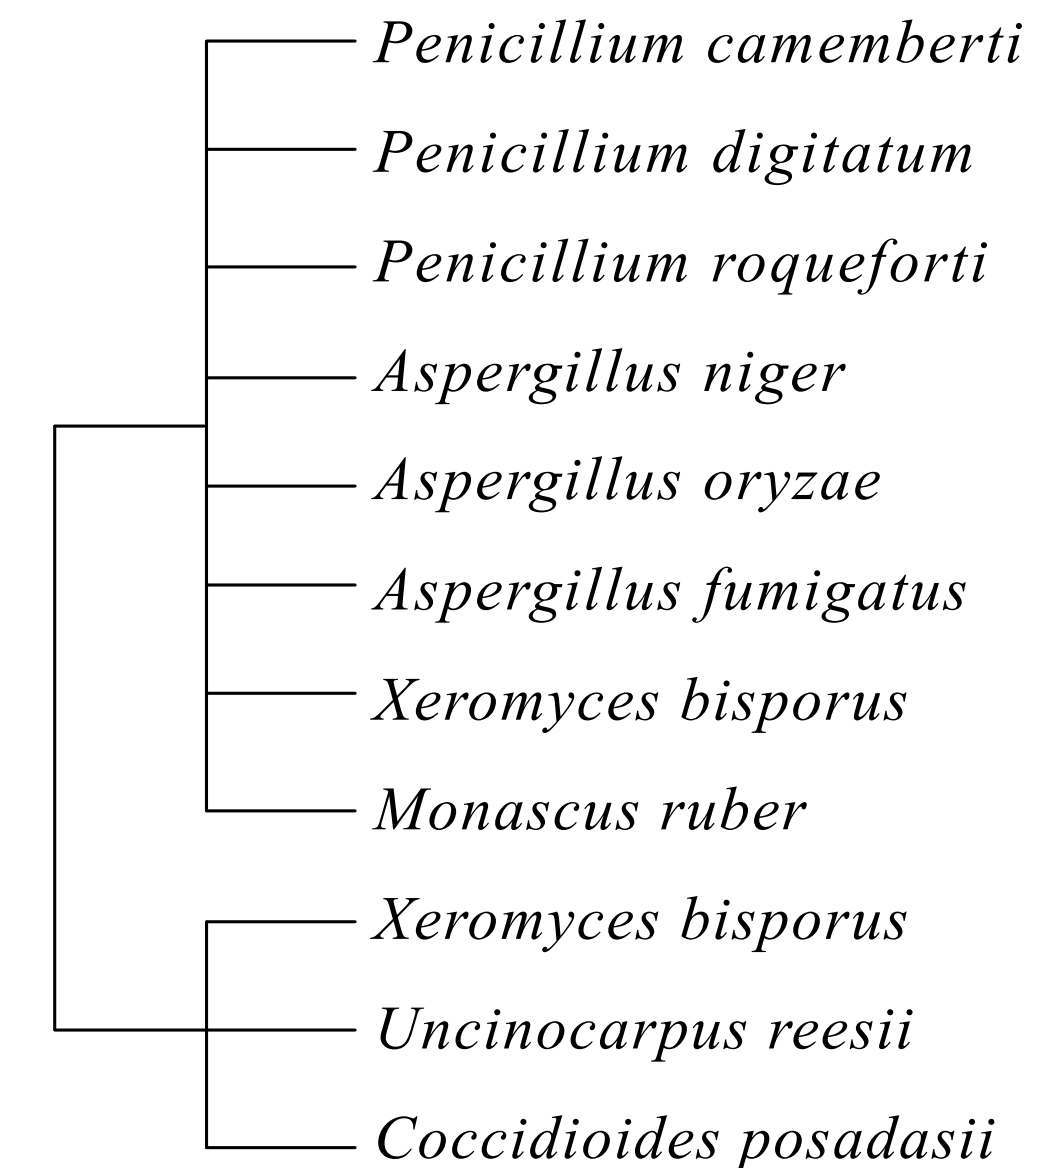 Penicillium camemberti
Penicillium digitatum
Penicillium roqueforti
Aspergillus niger
Aspergillus oryzae
Aspergillus fumigatus
Xeromyces bisporus
Monascus ruber
Xeromyces bisporus
Uncinocarpus reesii
Coccidioides posadasii